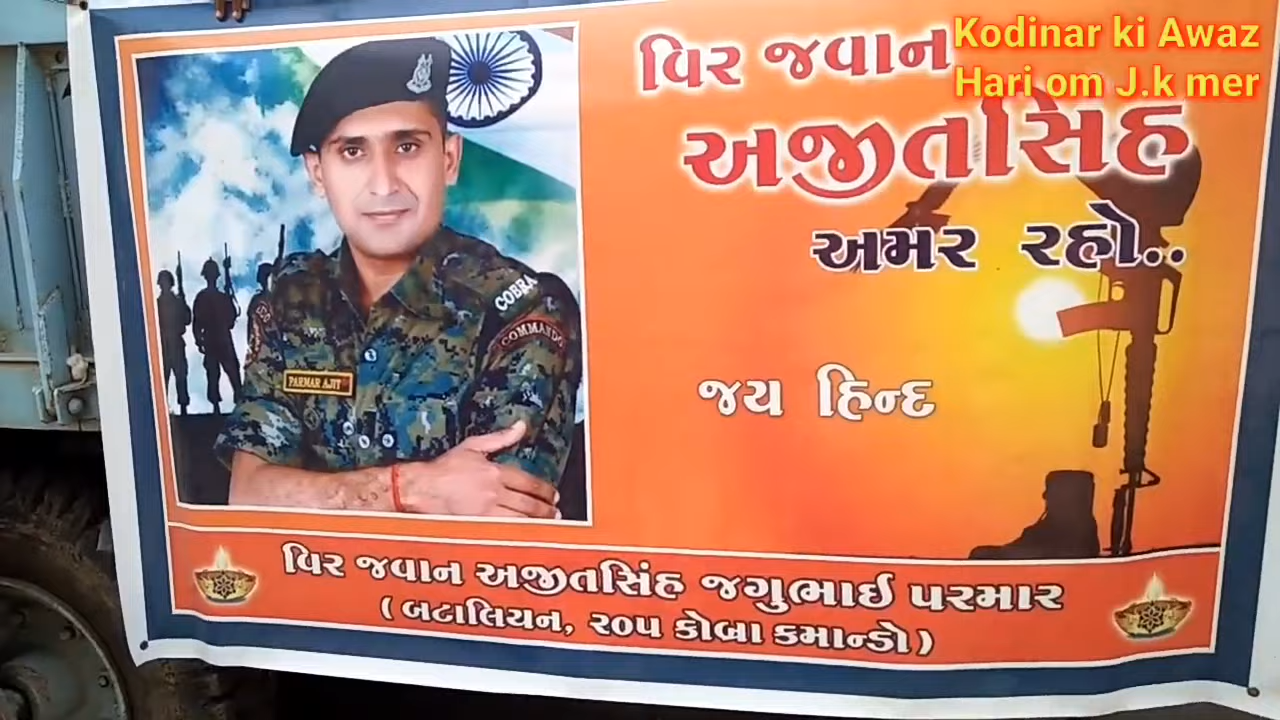 Kodinar ki Awaz
Hari om J.k mer
વિર જવાન
અજીતસિંહ
અમર રહો..
જય હિન્દ
COBRA
COMMANDO
PARMAR AJIT
વિર જવાન અજીતસિંહ જગુભાઈ પરમાર
( બટાલિયન, ૨૦૫ કોબ્રા કમાન્ડો )